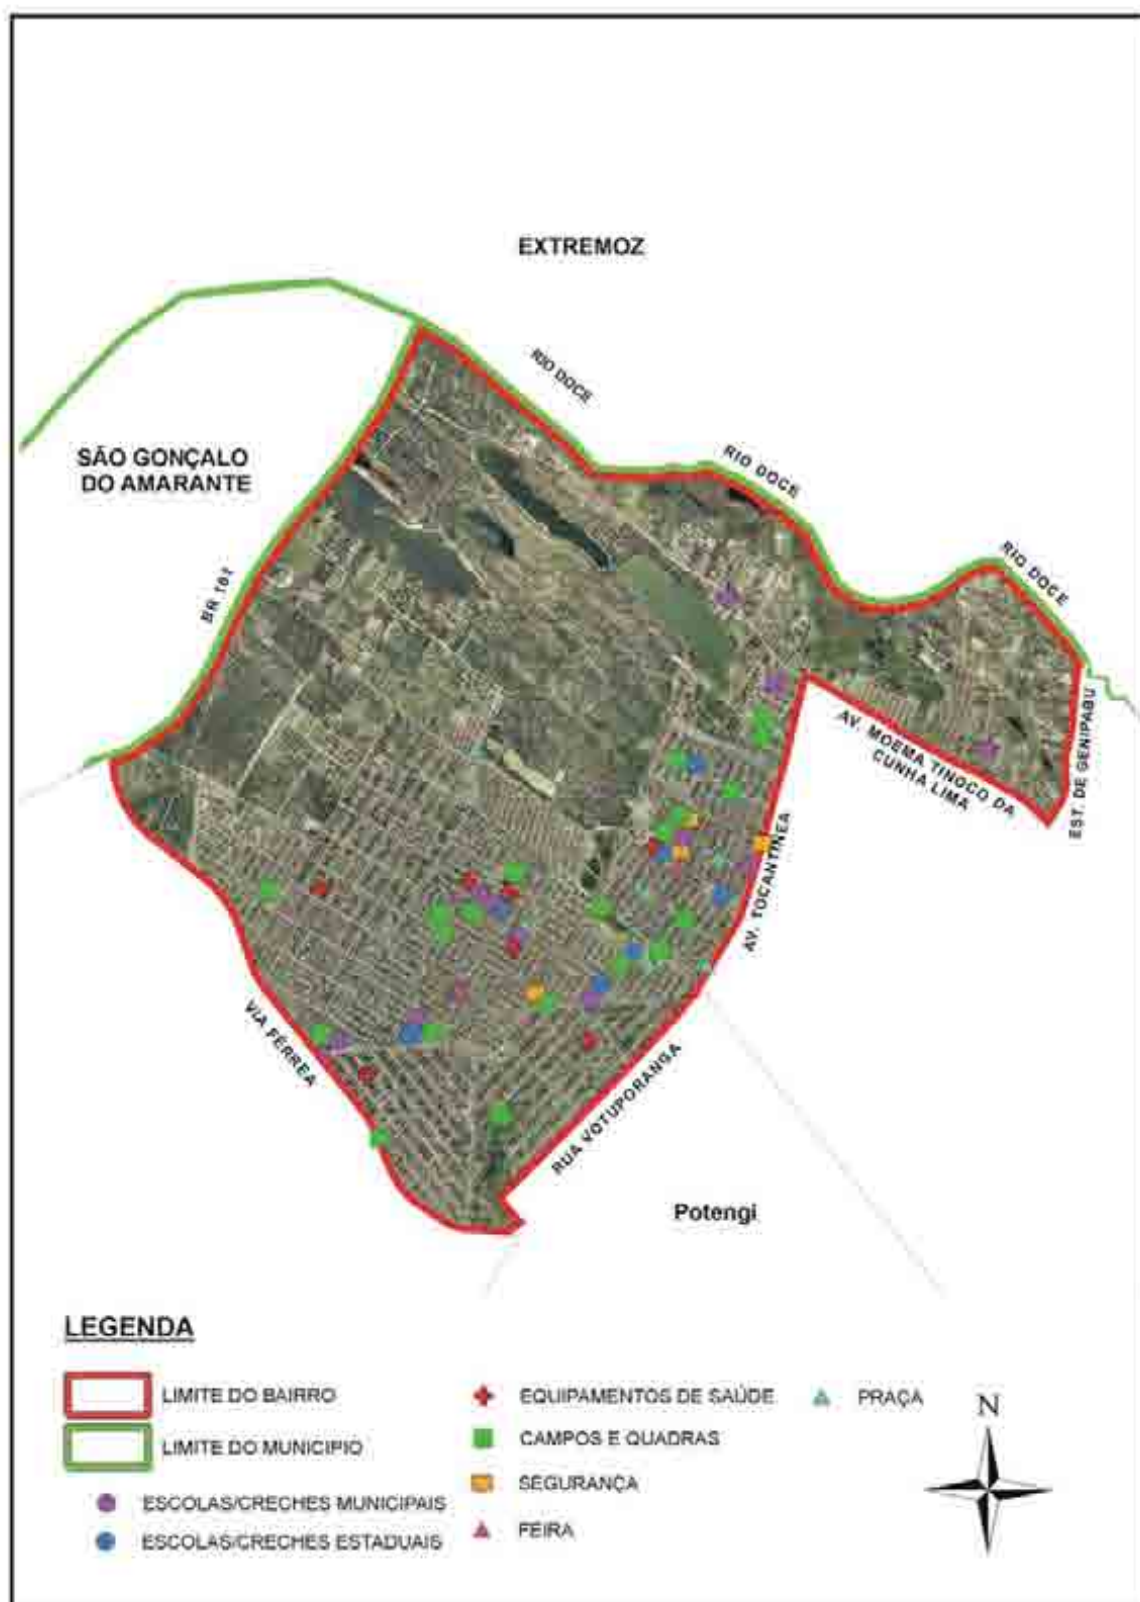 EXTREMOZ
RIO DOCE
SÃO GONÇALO
DO AMARANTE
RIO DOCE
RIO DOCE
BR 101
AV. MOEMA TINOCO DA
CUNHA LIMA
EST. DE GENIPABU
AV. TOCANTINEA
VIA FÉRREA
RUA VOTUPORANGA
Potengi
LEGENDA
LIMITE DO BAIRRO
LIMITE DO MUNICIPIO
ESCOLAS/CRECHES MUNICIPAIS
ESCOLAS/CRECHES ESTADUAIS
EQUIPAMENTOS DE SAÚDE
CAMPOS E QUADRAS
SEGURANÇA
FEIRA
PRAÇA
N